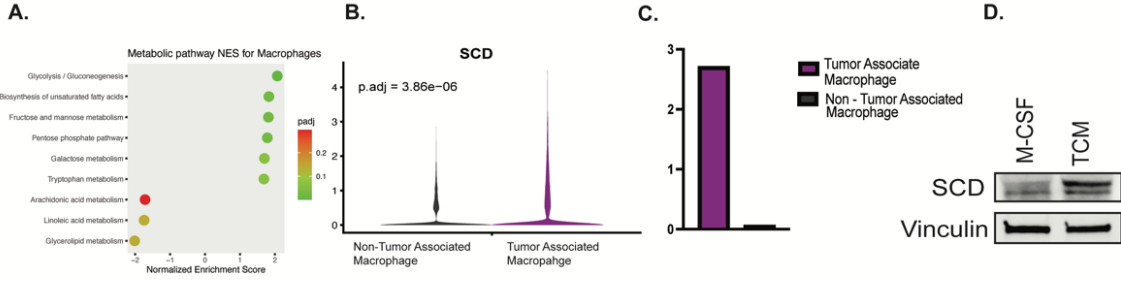 A.
Metabolic pathway NES for Macrophages
Glycolysis / Gluconeogenesis
Biosynthesis of unsaturated fatty acids
Fructose and mannose metabolism
Pentose phosphate pathway
Galactose metabolism
Tryptophan metabolism
Arachidonic acid metabolism
Linoleic acid metabolism
Glycerolipid metabolism
−2 −1 0 1 2
Normalized Enrichment Score
padj
0.2
0.1
B.
SCD
p.adj = 3.86e−06
4
3
2
1
0
Non-Tumor Associated
Macrophage
Tumor Associated
Macropahge
C.
3
2
1
0
Tumor Associate
Macrophage
Non - Tumor Associated
Macrophage
D.
M-CSF
TCM
SCD
Vinculin